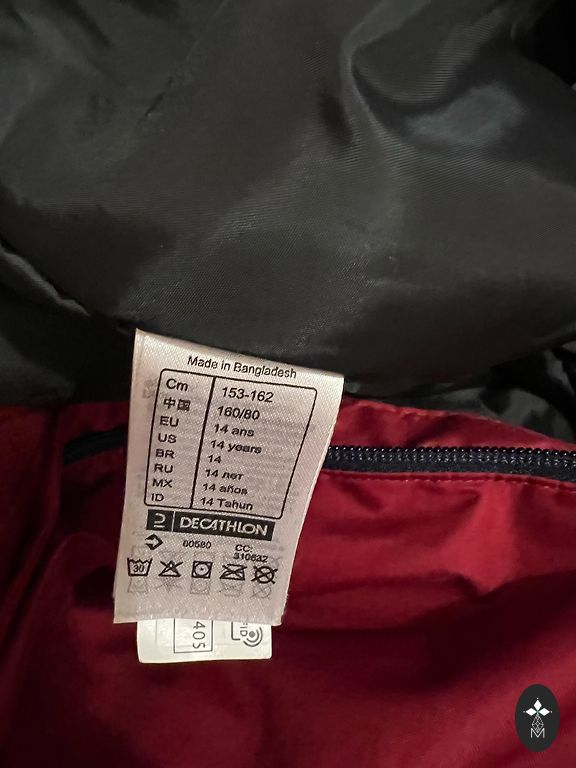 Made in Bangladesh
Cm 153-162
中国 160/80
EU 14 ans
US 14 years
BR 14
RU 14 лет
MX 14 años
ID 14 Tahun
DECATHLON
80580 CC:
310632
30
40S
M